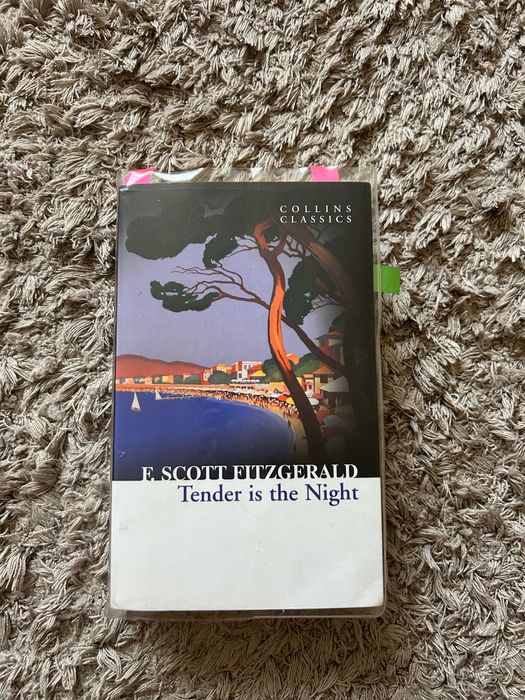 COLLINS
CLASSICS
F. SCOTT FITZGERALD
Tender is the Night